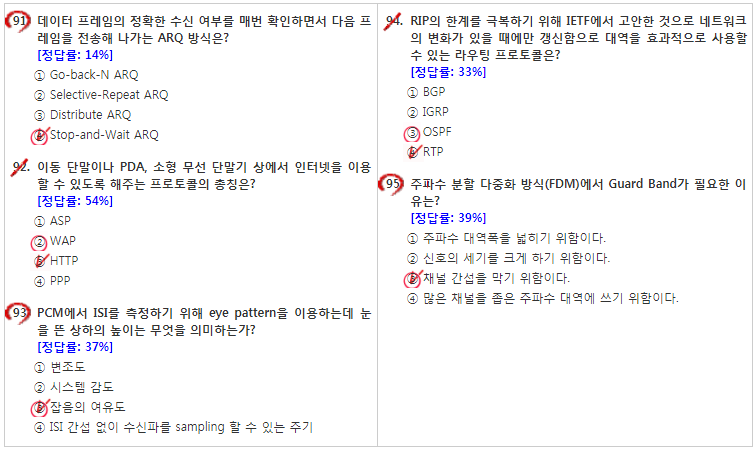 91. 데이터 프레임의 정확한 수신 여부를 매번 확인하면서 다음 프
레임을 전송해 나가는 ARQ 방식은?
[정답률: 14%]
① Go-back-N ARQ
② Selective-Repeat ARQ
③ Distribute ARQ
④ Stop-and-Wait ARQ
92. 이동 단말이나 PDA, 소형 무선 단말기 상에서 인터넷을 이용
할 수 있도록 해주는 프로토콜의 총칭은?
[정답률: 54%]
① ASP
② WAP
③ HTTP
④ PPP
93. PCM에서 ISI를 측정하기 위해 eye pattern을 이용하는데 눈
을 뜬 상하의 높이는 무엇을 의미하는가?
[정답률: 37%]
① 변조도
② 시스템 감도
③ 잡음의 여유도
④ ISI 간섭 없이 수신파를 sampling 할 수 있는 주기
94. RIP의 한계를 극복하기 위해 IETF에서 고안한 것으로 네트워크
의 변화가 있을 때에만 갱신함으로 대역을 효과적으로 사용할
수 있는 라우팅 프로토콜은?
[정답률: 33%]
① BGP
② IGRP
③ OSPF
④ RTP
95. 주파수 분할 다중화 방식(FDM)에서 Guard Band가 필요한 이
유는?
[정답률: 39%]
① 주파수 대역폭을 넓히기 위함이다.
② 신호의 세기를 크게 하기 위함이다.
③ 채널 간섭을 막기 위함이다.
④ 많은 채널을 좁은 주파수 대역에 쓰기 위함이다.